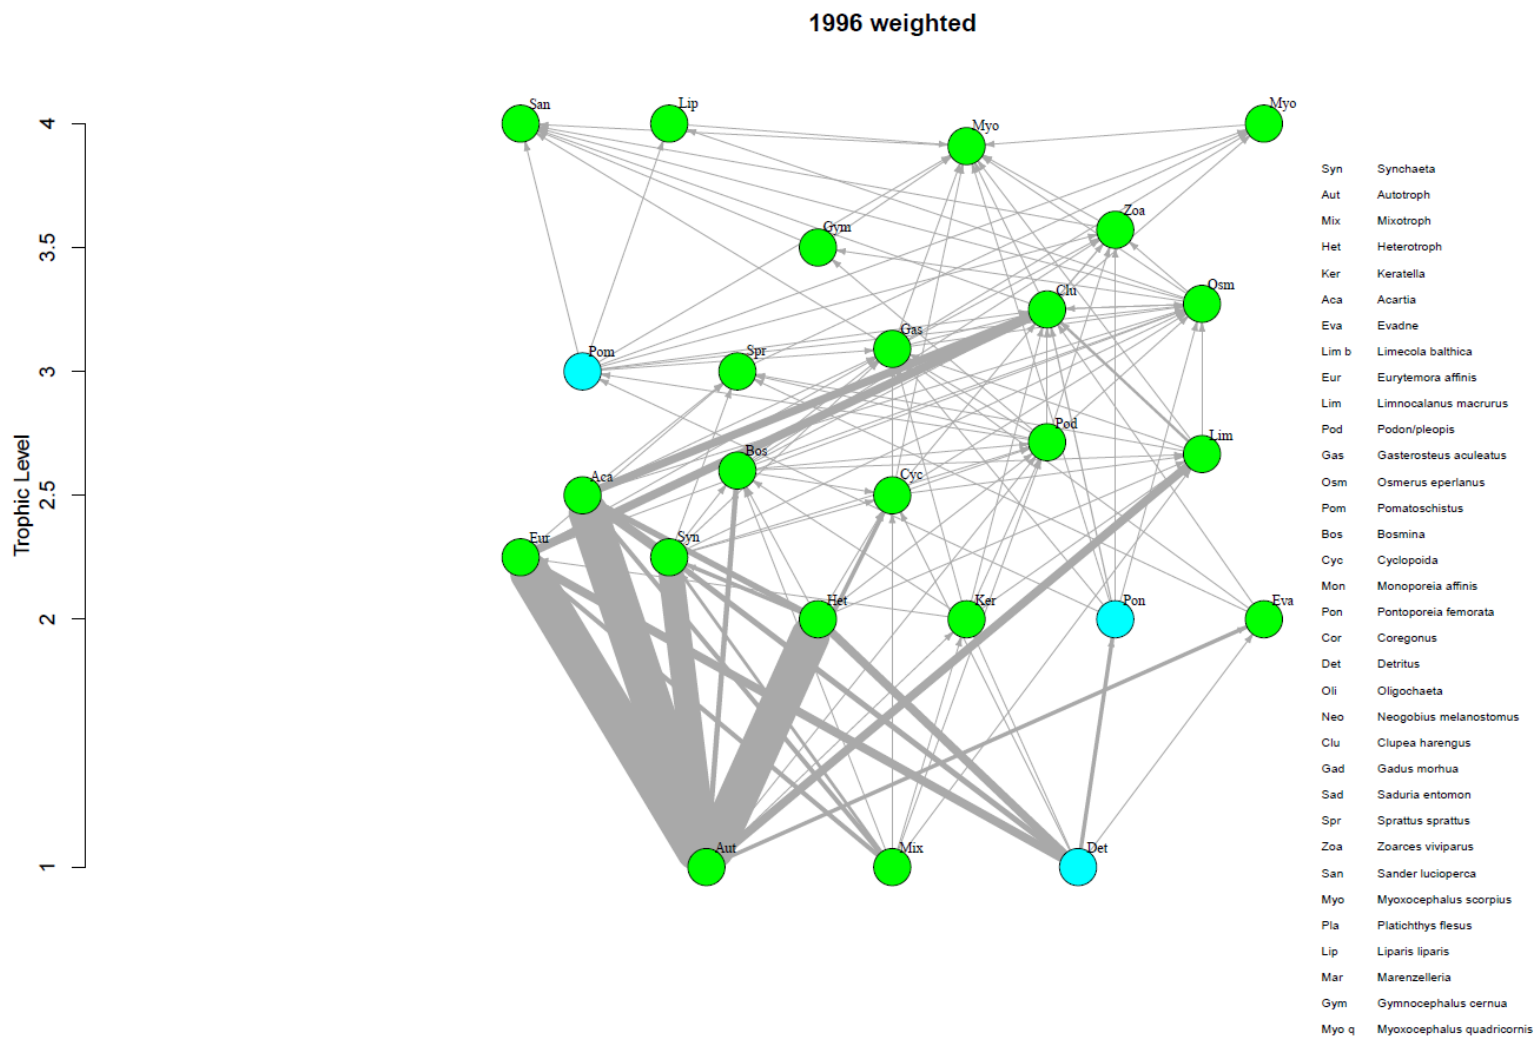 1996 weighted
Trophic Level
4
3.5
3
2.5
2
1
San
Lip
Myo
Myo
Gym
Zoa
Clu
Osm
Gas
Pom
Spr
Pod
Lim
Bos
Aca
Cyc
Eur
Syn
Het
Ker
Pon
Eva
Aut
Mix
Det
Syn Synchaeta
Aut Autotroph
Mix Mixotroph
Het Heterotroph
Ker Keratella
Aca Acartia
Eva Evadne
Lim b Limecola balthica
Eur Eurytemora affinis
Lim Limnocalanus macrurus
Pod Podon/pleopis
Gas Gasterosteus aculeatus
Osm Osmerus eperlanus
Pom Pomatoschistus
Bos Bosmina
Cyc Cyclopoida
Mon Monoporeia affinis
Pon Pontoporeia femorata
Cor Coregonus
Det Detritus
Oli Oligochaeta
Neo Neogobius melanostomus
Clu Clupea harengus
Gad Gadus morhua
Sad Saduria entomon
Spr Sprattus sprattus
Zoa Zoarces viviparus
San Sander lucioperca
Myo Myoxocephalus scorpius
Pla Platichthys flesus
Lip Liparis liparis
Mar Marenzelleria
Gym Gymnocephalus cernua
Myo q Myoxocephalus quadricornis